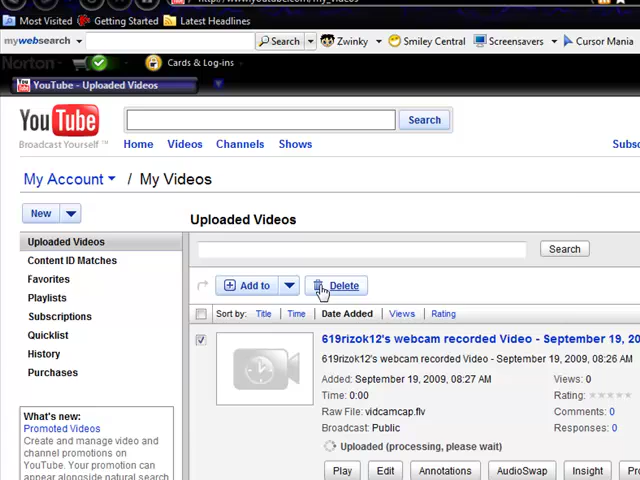 Most Visited Getting Started Latest Headlines
mywebsearch Search Zwinky Smiley Central Screensavers Cursor Mania
Norton Cards & Log-ins
YouTube - Uploaded Videos
YouTube Search
Broadcast Yourself ™ Home Videos Channels Shows
My Account / My Videos
New Uploaded Videos
Uploaded Videos
Content ID Matches Search
Favorites Add to Delete
Playlists
Subscriptions Sort by: Title Time Date Added Views Rating
Quicklist 619rizok12's webcam recorded Video - September 19, 20
History 619rizok12's webcam recorded Video - September 19, 2009, 08:26 AM
Purchases Added: September 19, 2009, 08:27 AM Views: 0
Time: 0:00 Rating:
What's new: Raw File: vidcamcap.flv Comments: 0
Promoted Videos Broadcast: Public Responses: 0
Create and manage video and
channel promotions on Uploaded (processing, please wait)
YouTube. Your promotion
can appear alongside natural search Play Edit Annotations AudioSwap Insight